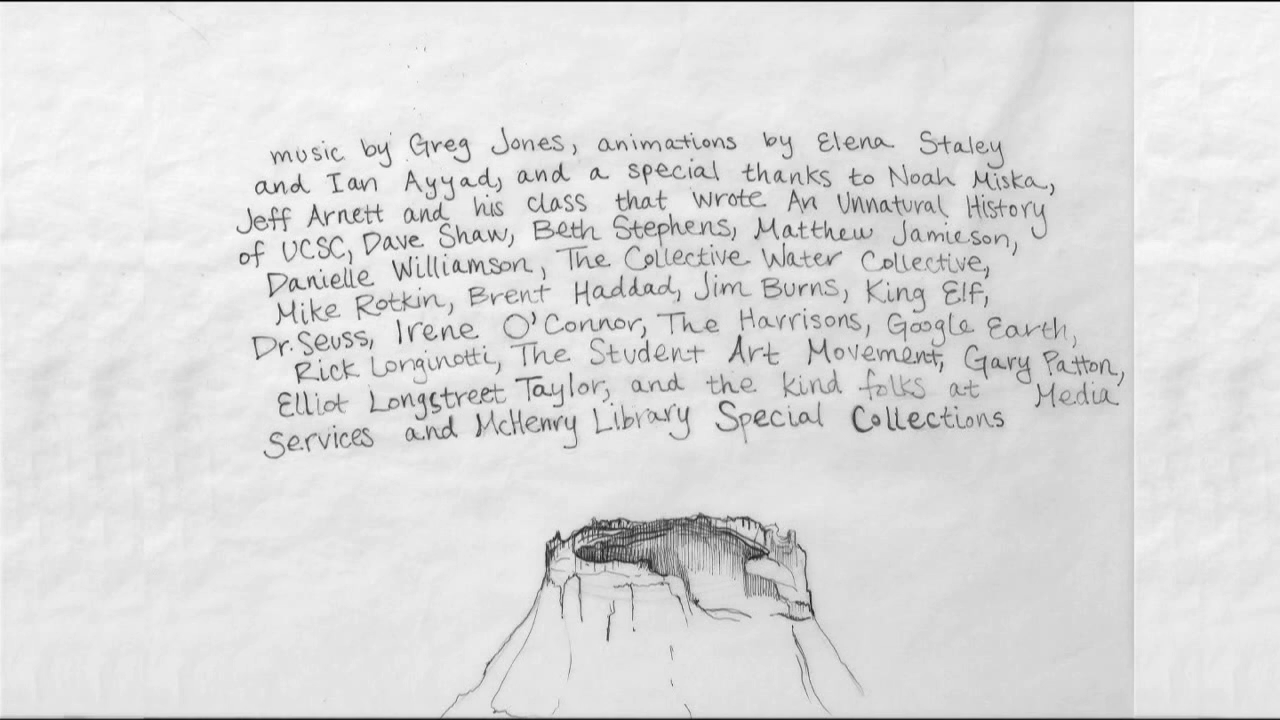 music by Greg Jones, animations by Elena Staley
and Ian Ayyad, and a special thanks to Noah Miska,
Jeff Arnett and his class that wrote An Unnatural History
of UCSC, Dave Shaw, Beth Stephens, Matthew Jamieson,
Danielle Williamson, The Collective Water Collective,
Mike Rotkin, Brent Haddad, Jim Burns, King Elf,
Dr. Seuss, Irene O'Connor, The Harrisons, Google Earth,
Rick Lorginotti, The Student Art Movement, Gary Patton,
Elliot Longstreet Taylor, and the kind folks at Media
Services and McHenry Library Special Collections